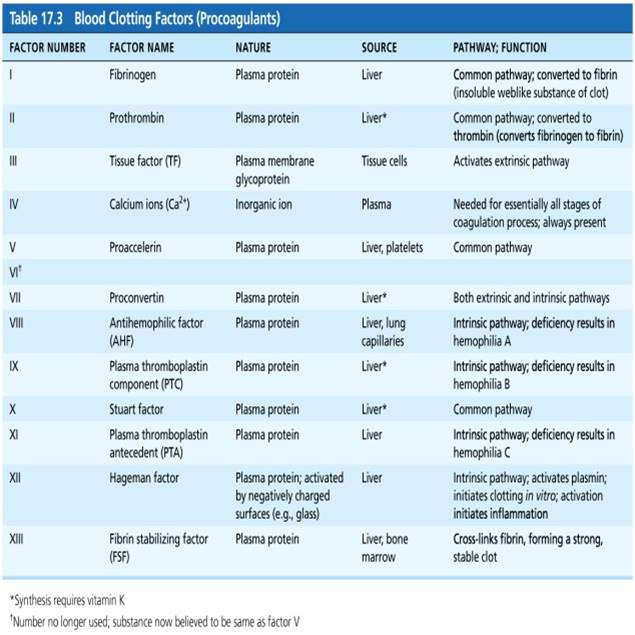 Table 17.3 Blood Clotting Factors (Procoagulants)
FACTOR NUMBER FACTOR NAME NATURE SOURCE PATHWAY; FUNCTION
I Fibrinogen Plasma protein Liver Common pathway; converted to fibrin
(insoluble weblike substance of clot)
II Prothrombin Plasma protein Liver* Common pathway; converted to
thrombin (converts fibrinogen to fibrin)
III Tissue factor (TF) Plasma membrane Tissue cells Activates extrinsic pathway
glycoprotein
IV Calcium ions (Ca²⁺) Inorganic ion Plasma Needed for essentially all stages of
coagulation process; always present
V Proaccelerin Plasma protein Liver, platelets Common pathway
VI†
VII Proconvertin Plasma protein Liver* Both extrinsic and intrinsic pathways
VIII Antihemophilic factor Plasma protein Liver, lung Intrinsic pathway; deficiency results in
(AHF) capillaries hemophilia A
IX Plasma thromboplastin Plasma protein Liver* Intrinsic pathway; deficiency results in
component (PTC) hemophilia B
X Stuart factor Plasma protein Liver* Common pathway
XI Plasma thromboplastin Plasma protein Liver Intrinsic pathway; deficiency results in
antecedent (PTA) hemophilia C
XII Hageman factor Plasma protein; activated Liver Intrinsic pathway; activates plasmin;
by negatively charged initiates clotting in vitro; activation
surfaces (e.g., glass) initiates inflammation
XIII Fibrin stabilizing factor Plasma protein Liver, bone Cross-links fibrin, forming a strong,
(FSF) marrow stable clot
*Synthesis requires vitamin K
†Number no longer used; substance now believed to be same as factor V